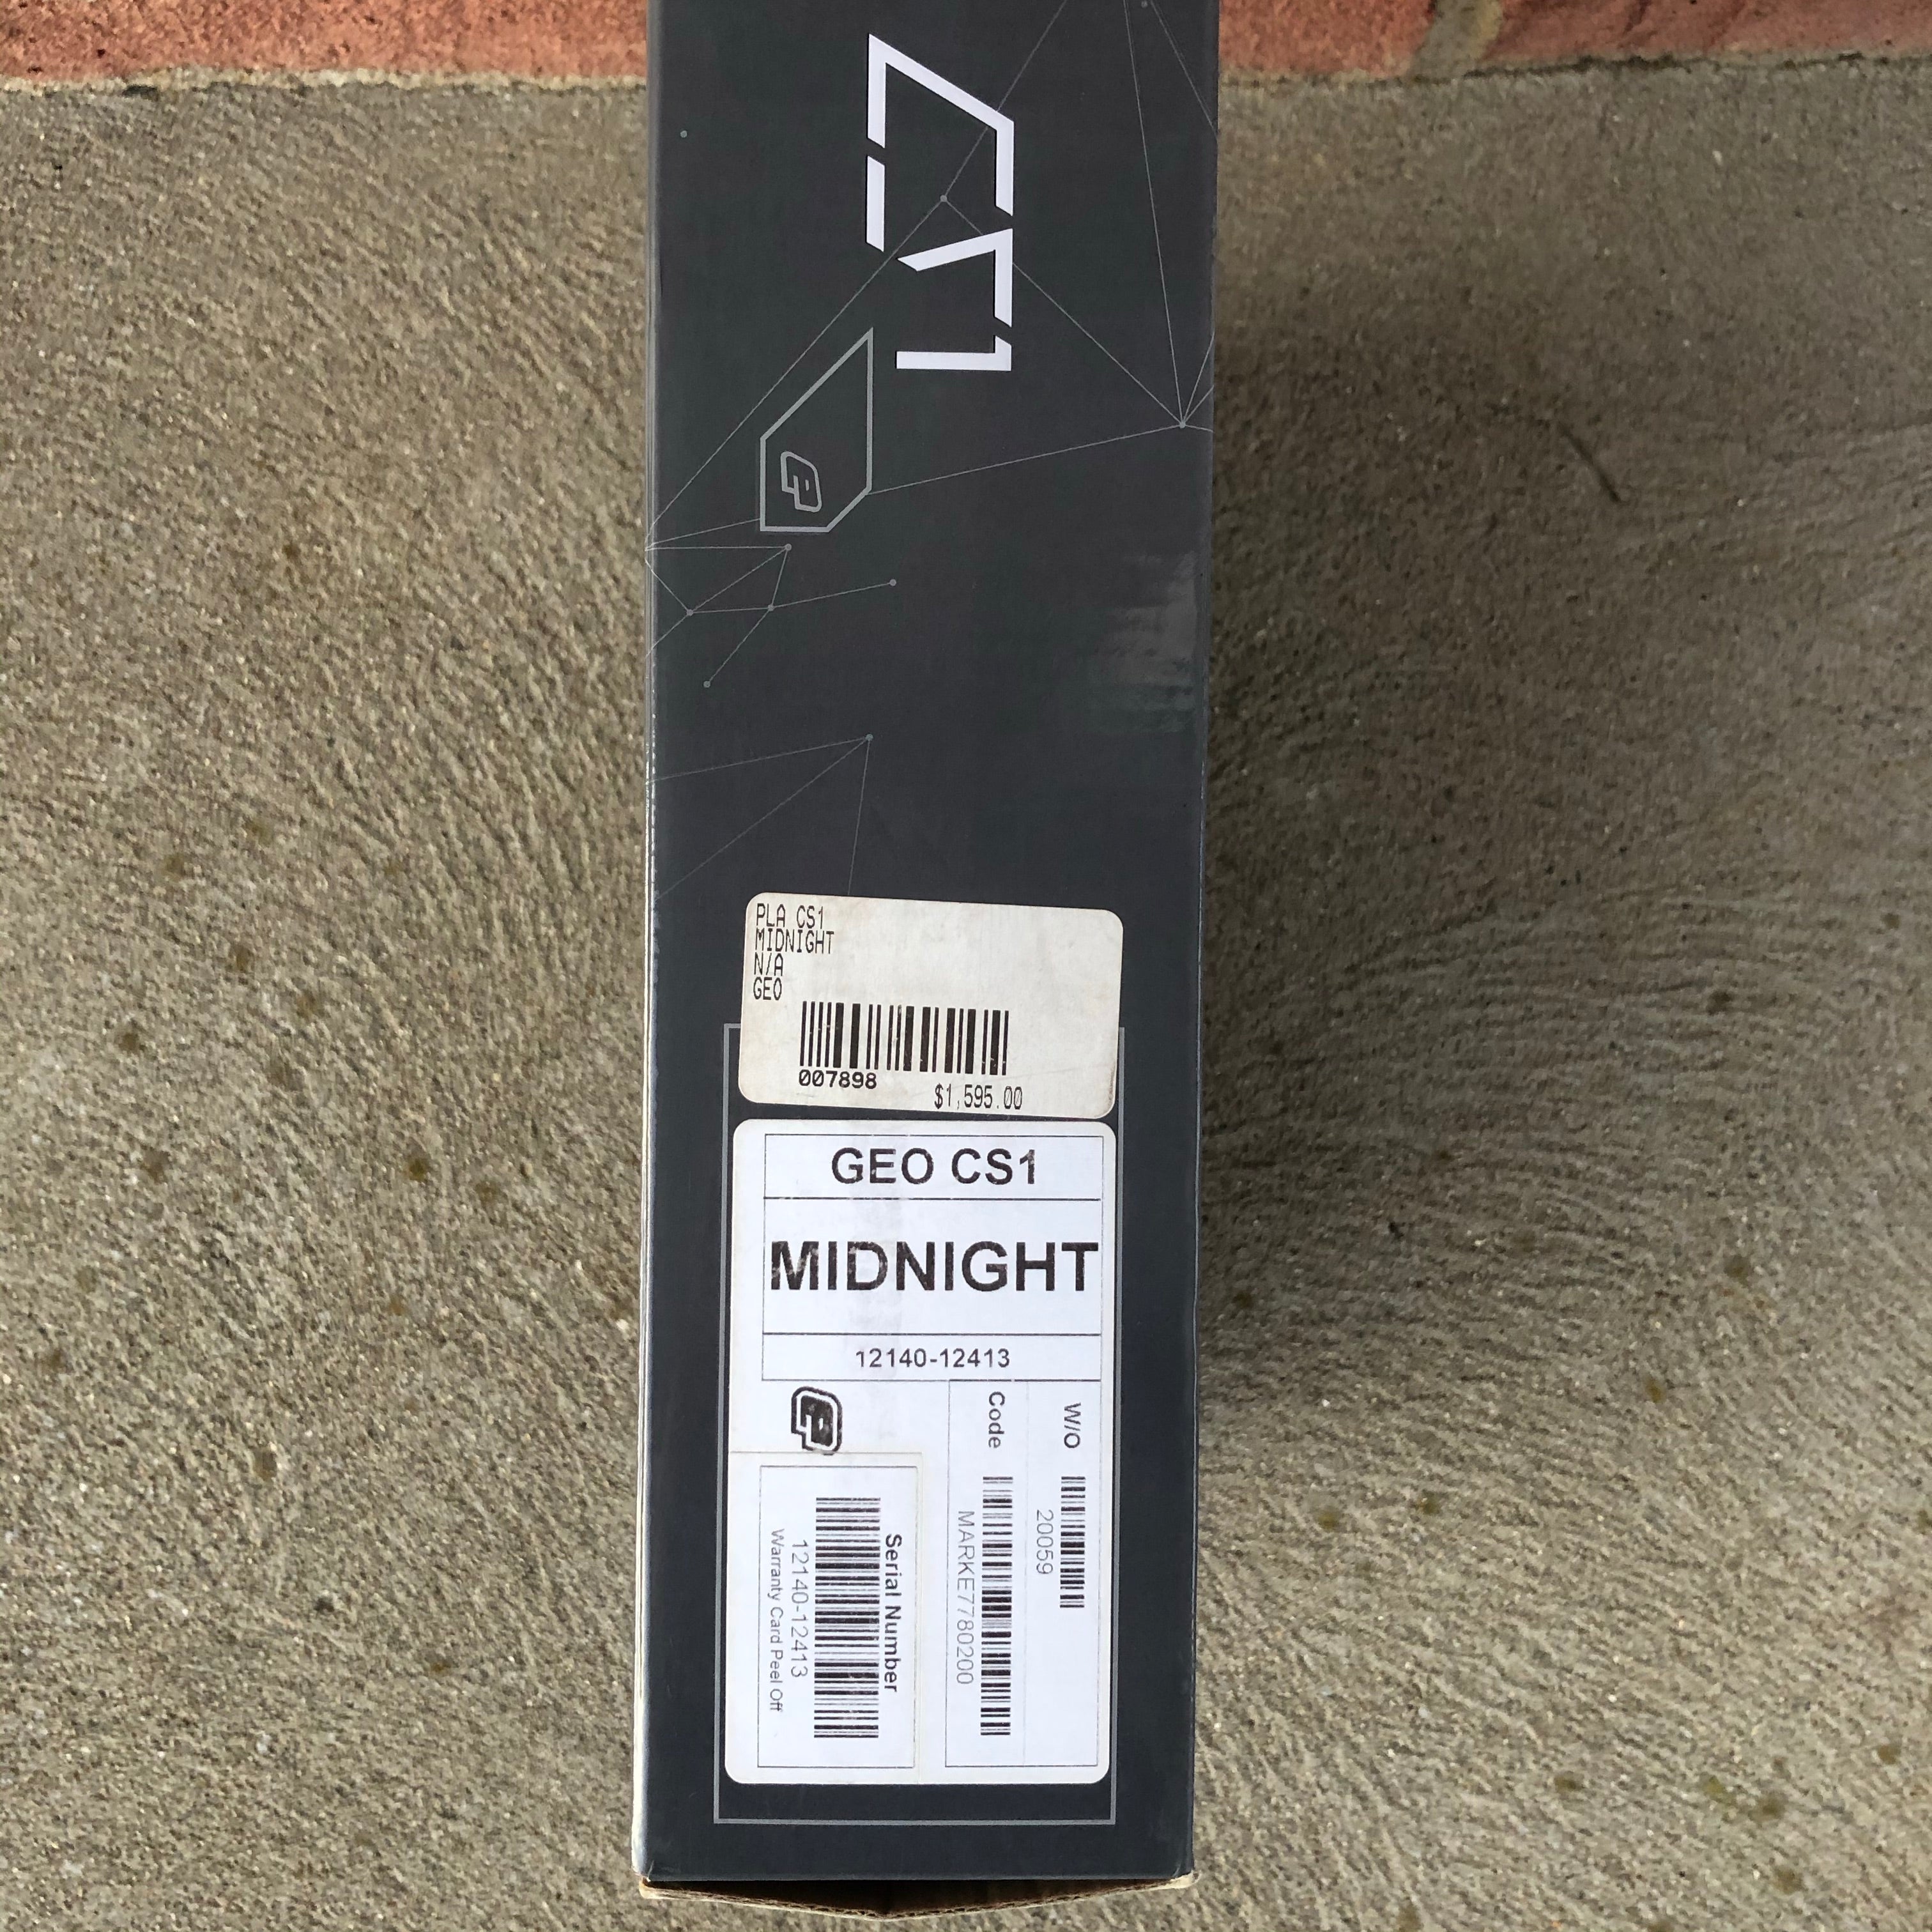 CS1
PLA CS1
MIDNIGHT
N/A
GEO
007898
$1,595.00
GEO CS1
MIDNIGHT
12140-12413
W/O
20059
Code
MARKE7780200
Serial Number
12140-12413
Warranty Card Peel Off